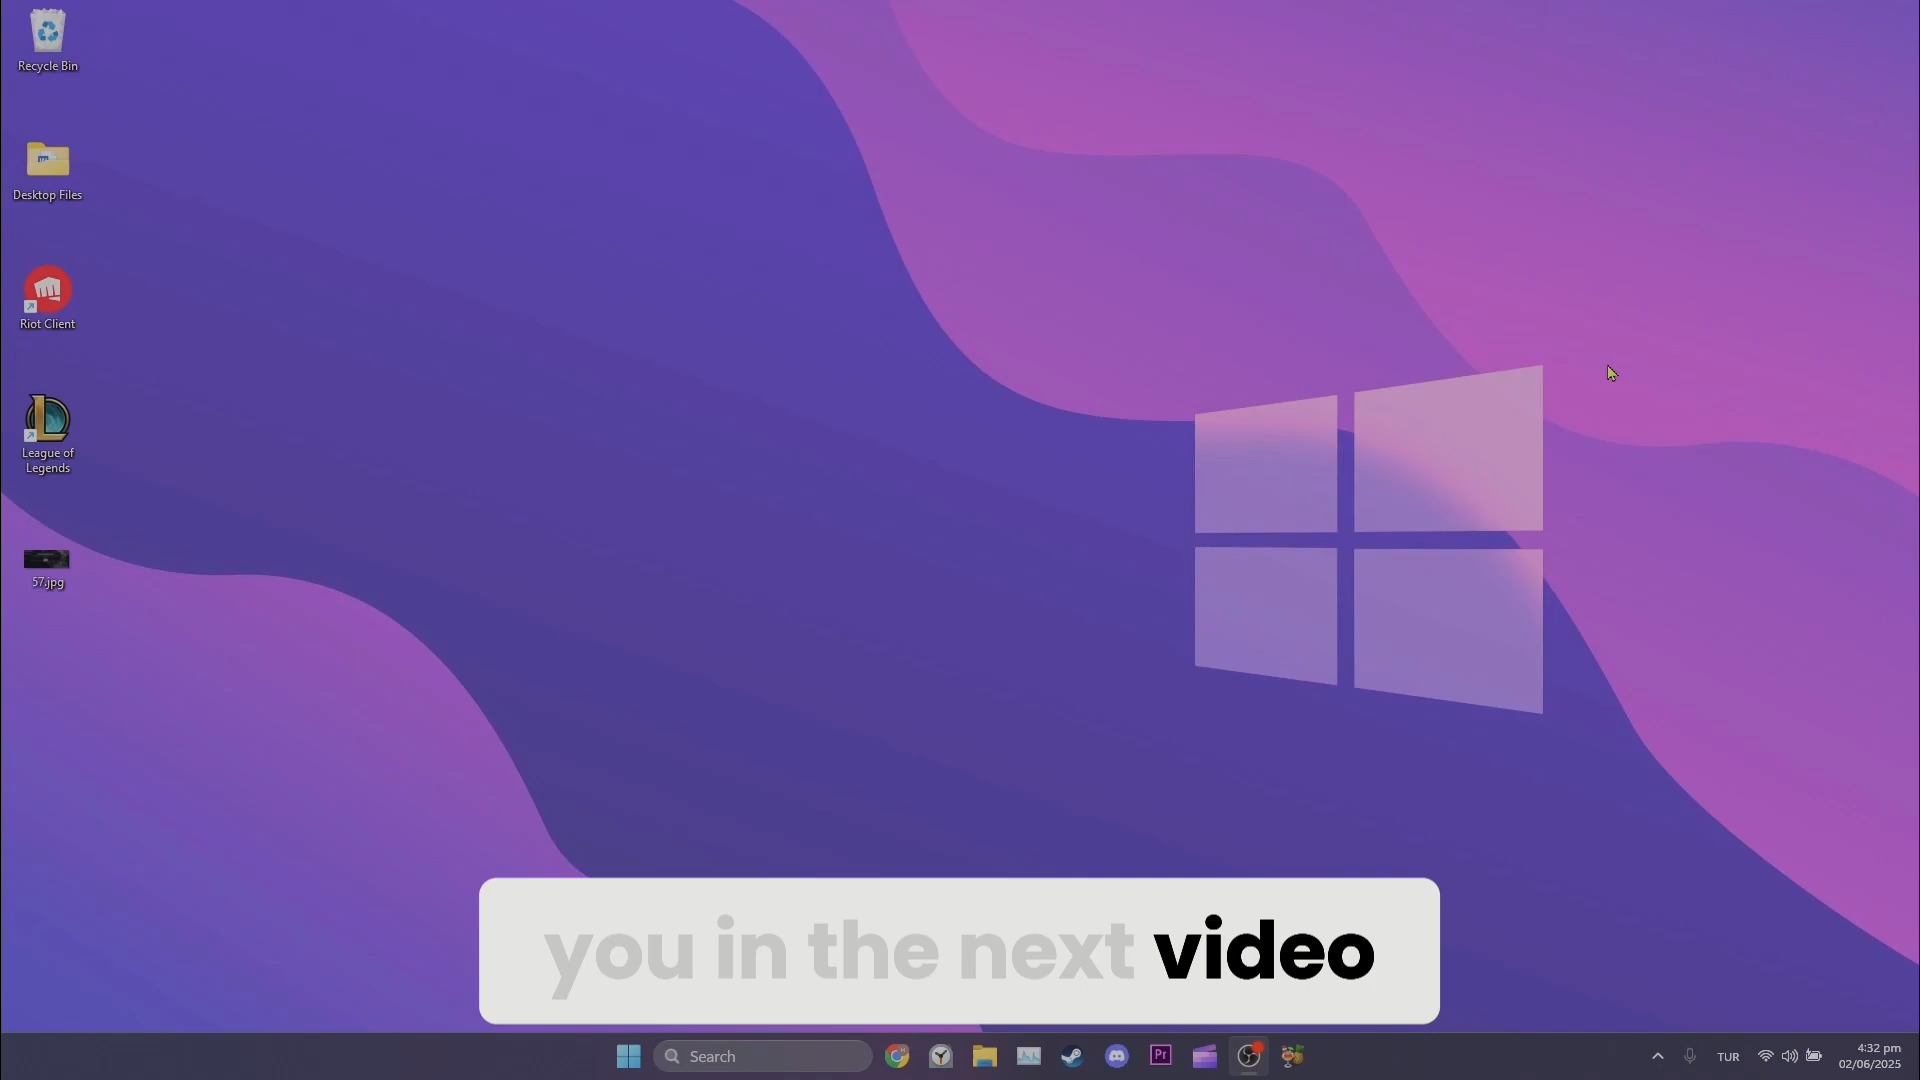 Recycle Bin
Desktop Files
Riot Client
League of
Legends
57.jpg
you in the next video
Search
Pr
TUR
4:32 pm
02/06/2025